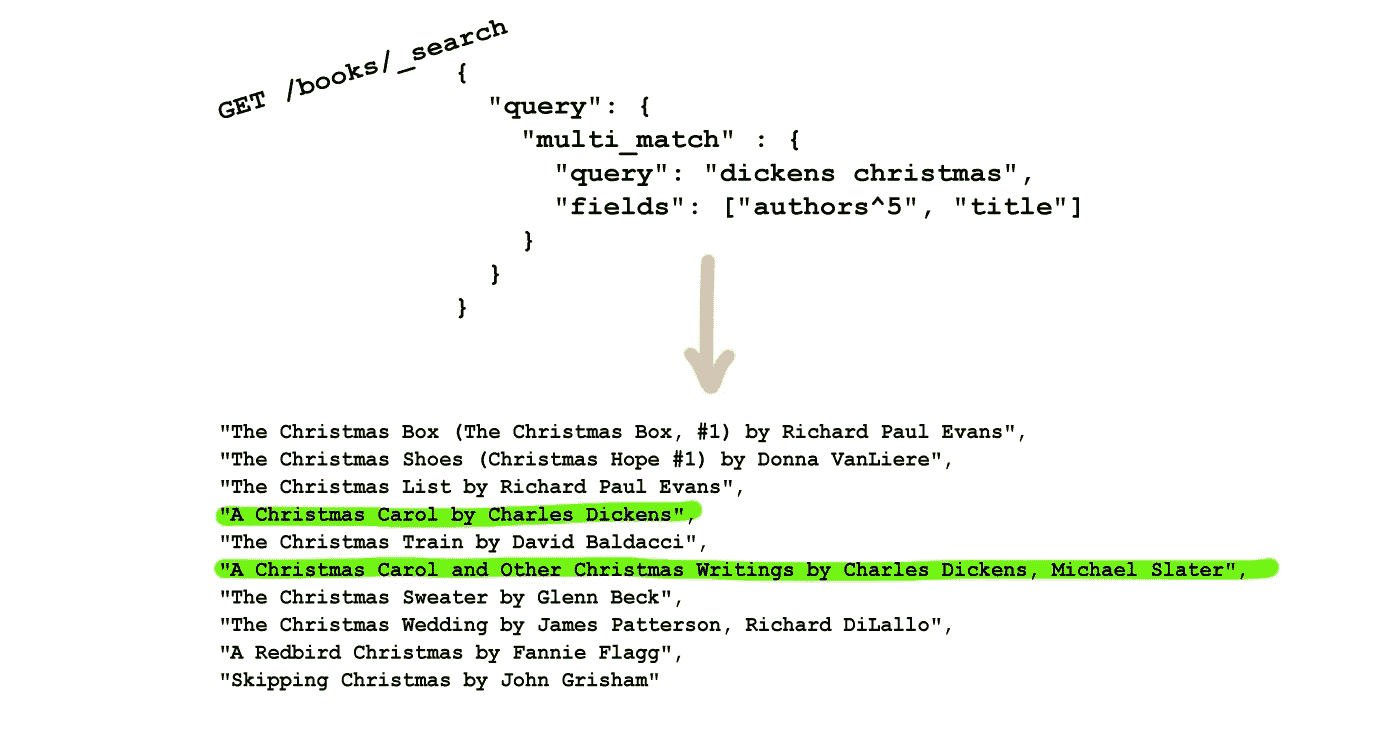 GET /books/_search
{
"query": {
"multi_match" : {
"query": "dickens christmas",
"fields": ["authors^5", "title"]
}
}
}
"The Christmas Box (The Christmas Box, #1) by Richard Paul Evans",
"The Christmas Shoes (Christmas Hope #1) by Donna VanLiere",
"The Christmas List by Richard Paul Evans",
"A Christmas Carol by Charles Dickens",
"The Christmas Train by David Baldacci",
"A Christmas Carol and Other Christmas Writings by Charles Dickens, Michael Slater",
"The Christmas Sweater by Glenn Beck",
"The Christmas Wedding by James Patterson, Richard DiLallo",
"A Redbird Christmas by Fannie Flagg",
"Skipping Christmas by John Grisham"